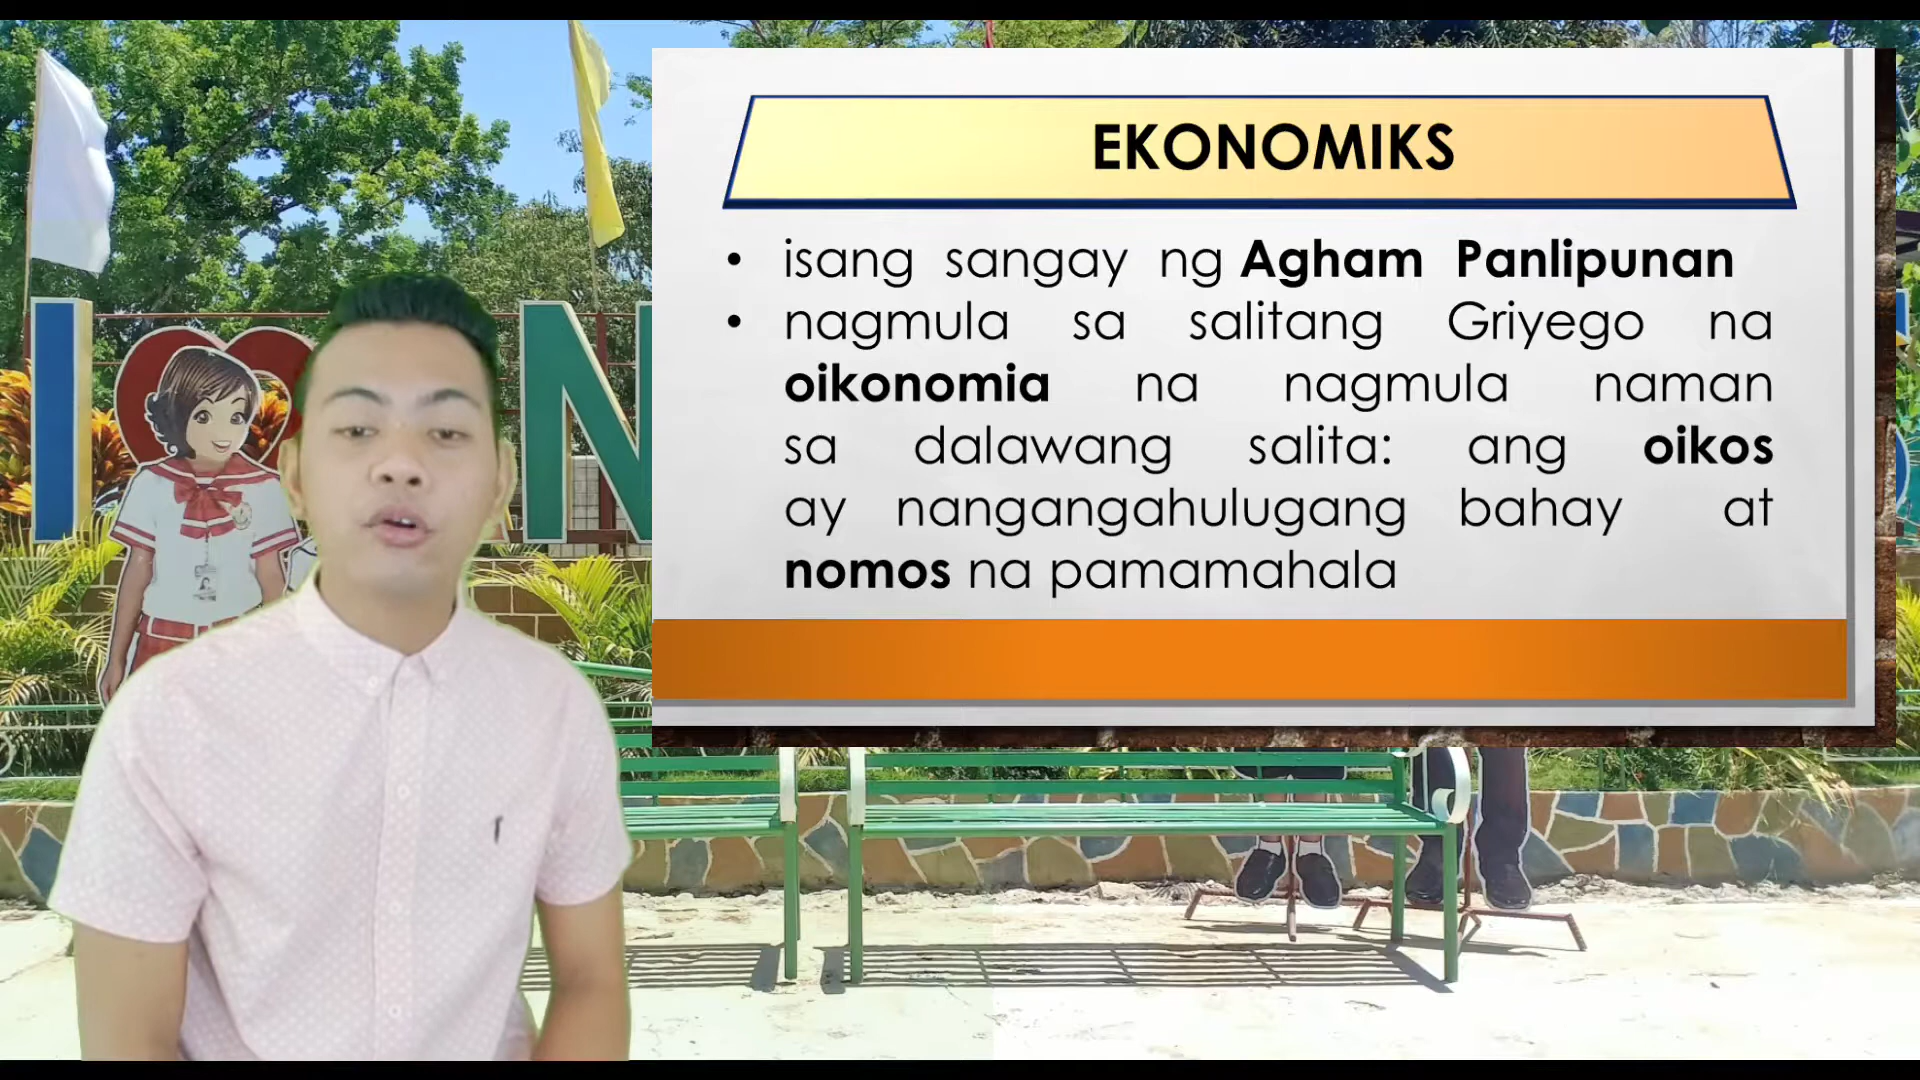 EKONOMIKS
• isang sangay ng Agham Panlipunan
• nagmula sa salitang Griyego na
oikonomia na nagmula naman
sa dalawang salita: ang oikos
ay nangangahulugang bahay at
nomos na pamamahala
I
N